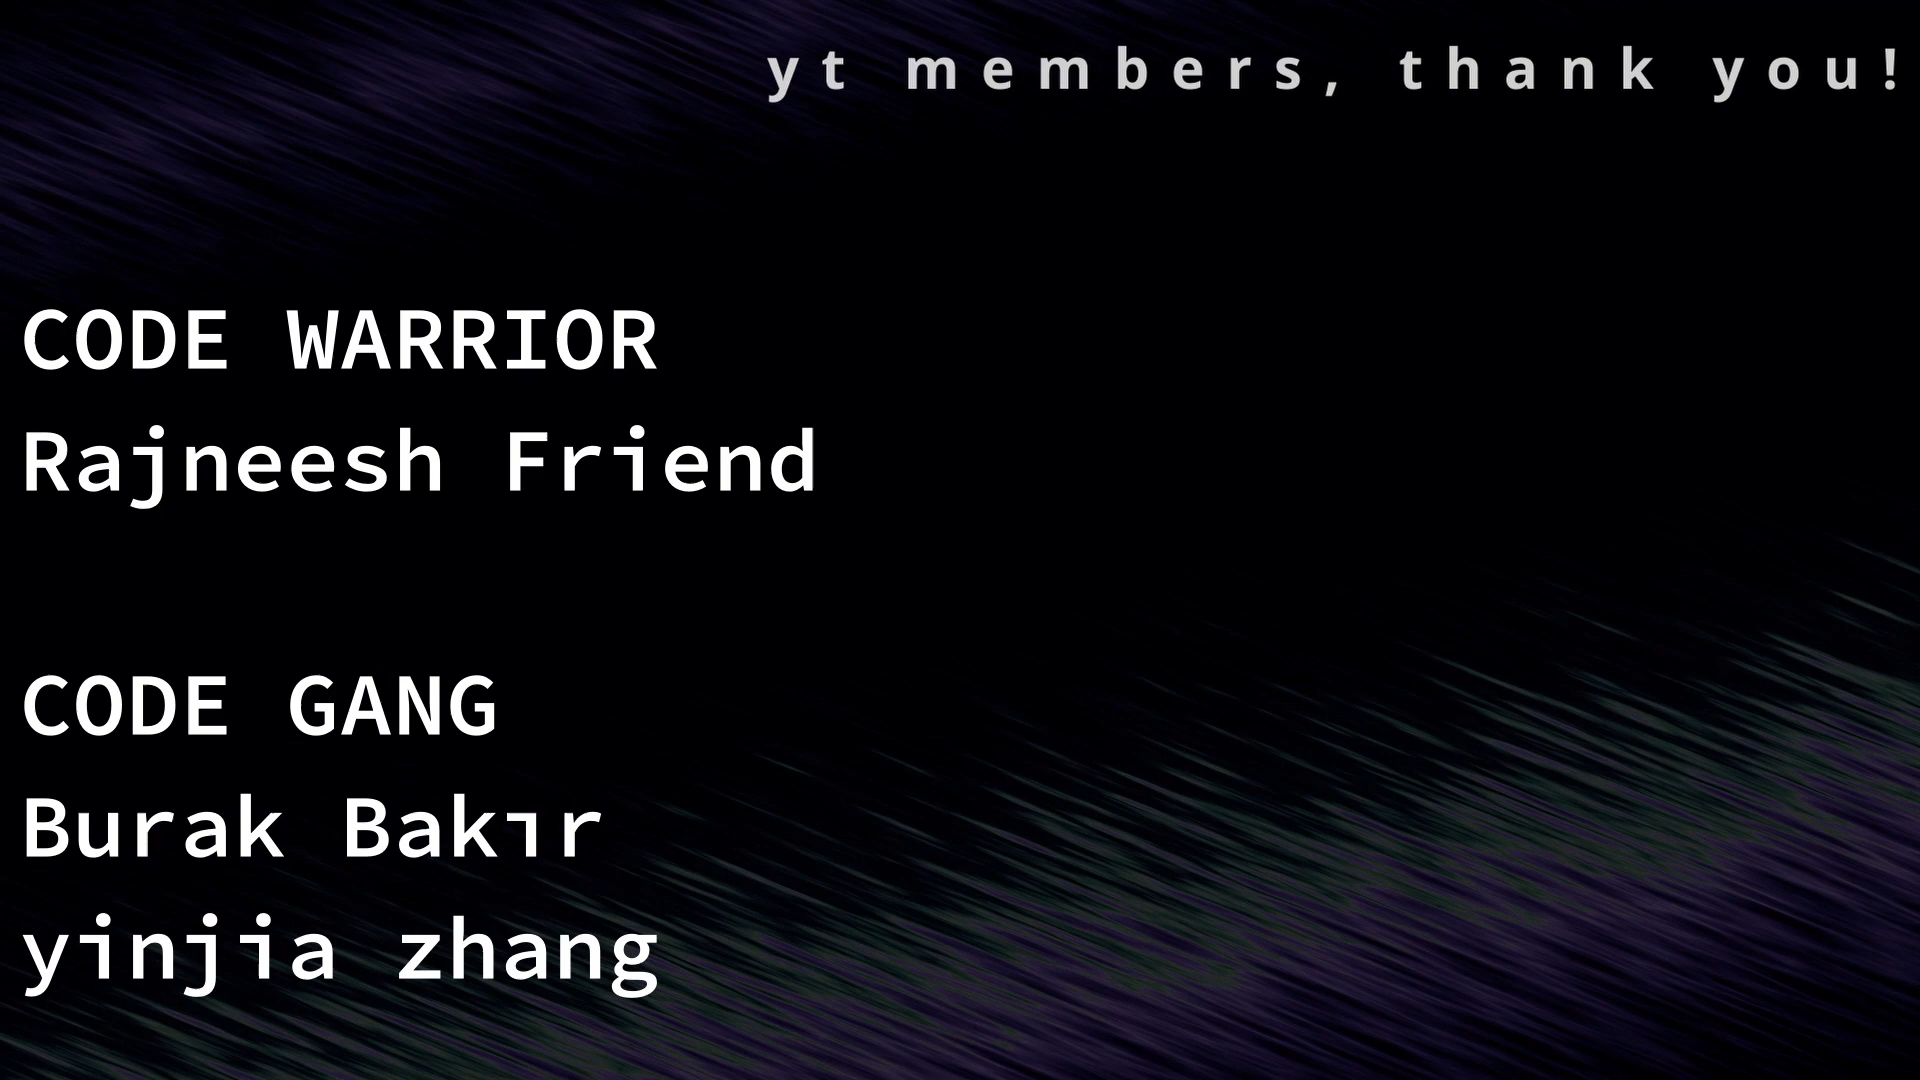 yt members, thank you!
CODE WARRIOR
Rajneesh Friend
CODE GANG
Burak Bakır
yinjia zhang